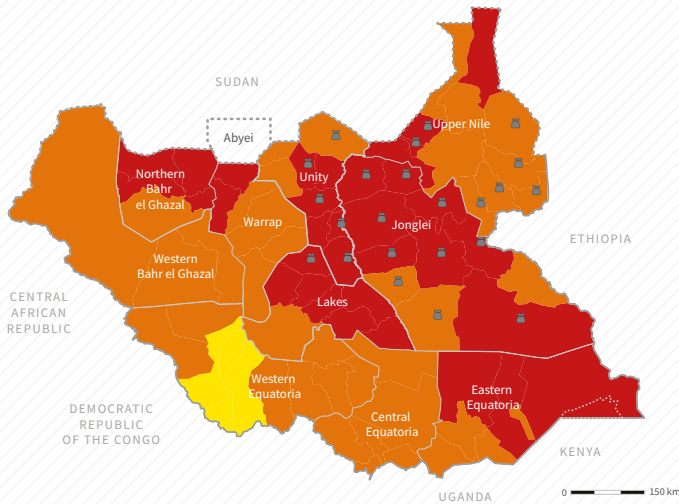 SUDAN
Abyei
Upper Nile
Northern
Bahr
el Ghazal
Unity
Warrap
Jonglei
ETHIOPIA
Western
Bahr el Ghazal
CENTRAL
AFRICAN
REPUBLIC
Lakes
Western
Equatoria
Eastern
Equatoria
DEMOCRATIC
REPUBLIC
OF THE CONGO
Central
Equatoria
KENYA
UGANDA
0 150 km